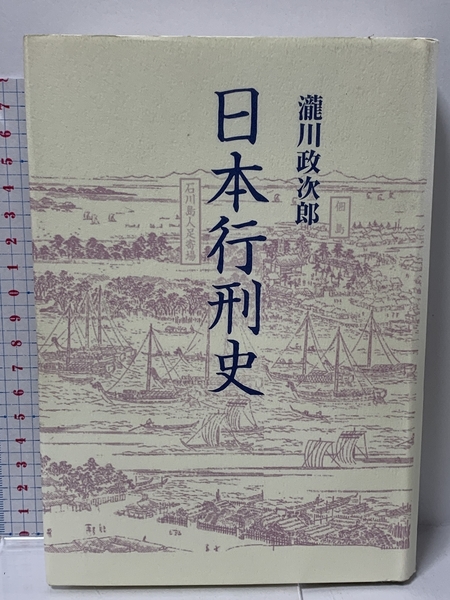 瀧川政次郎
日本行刑史
佃島
石川島人足寄場